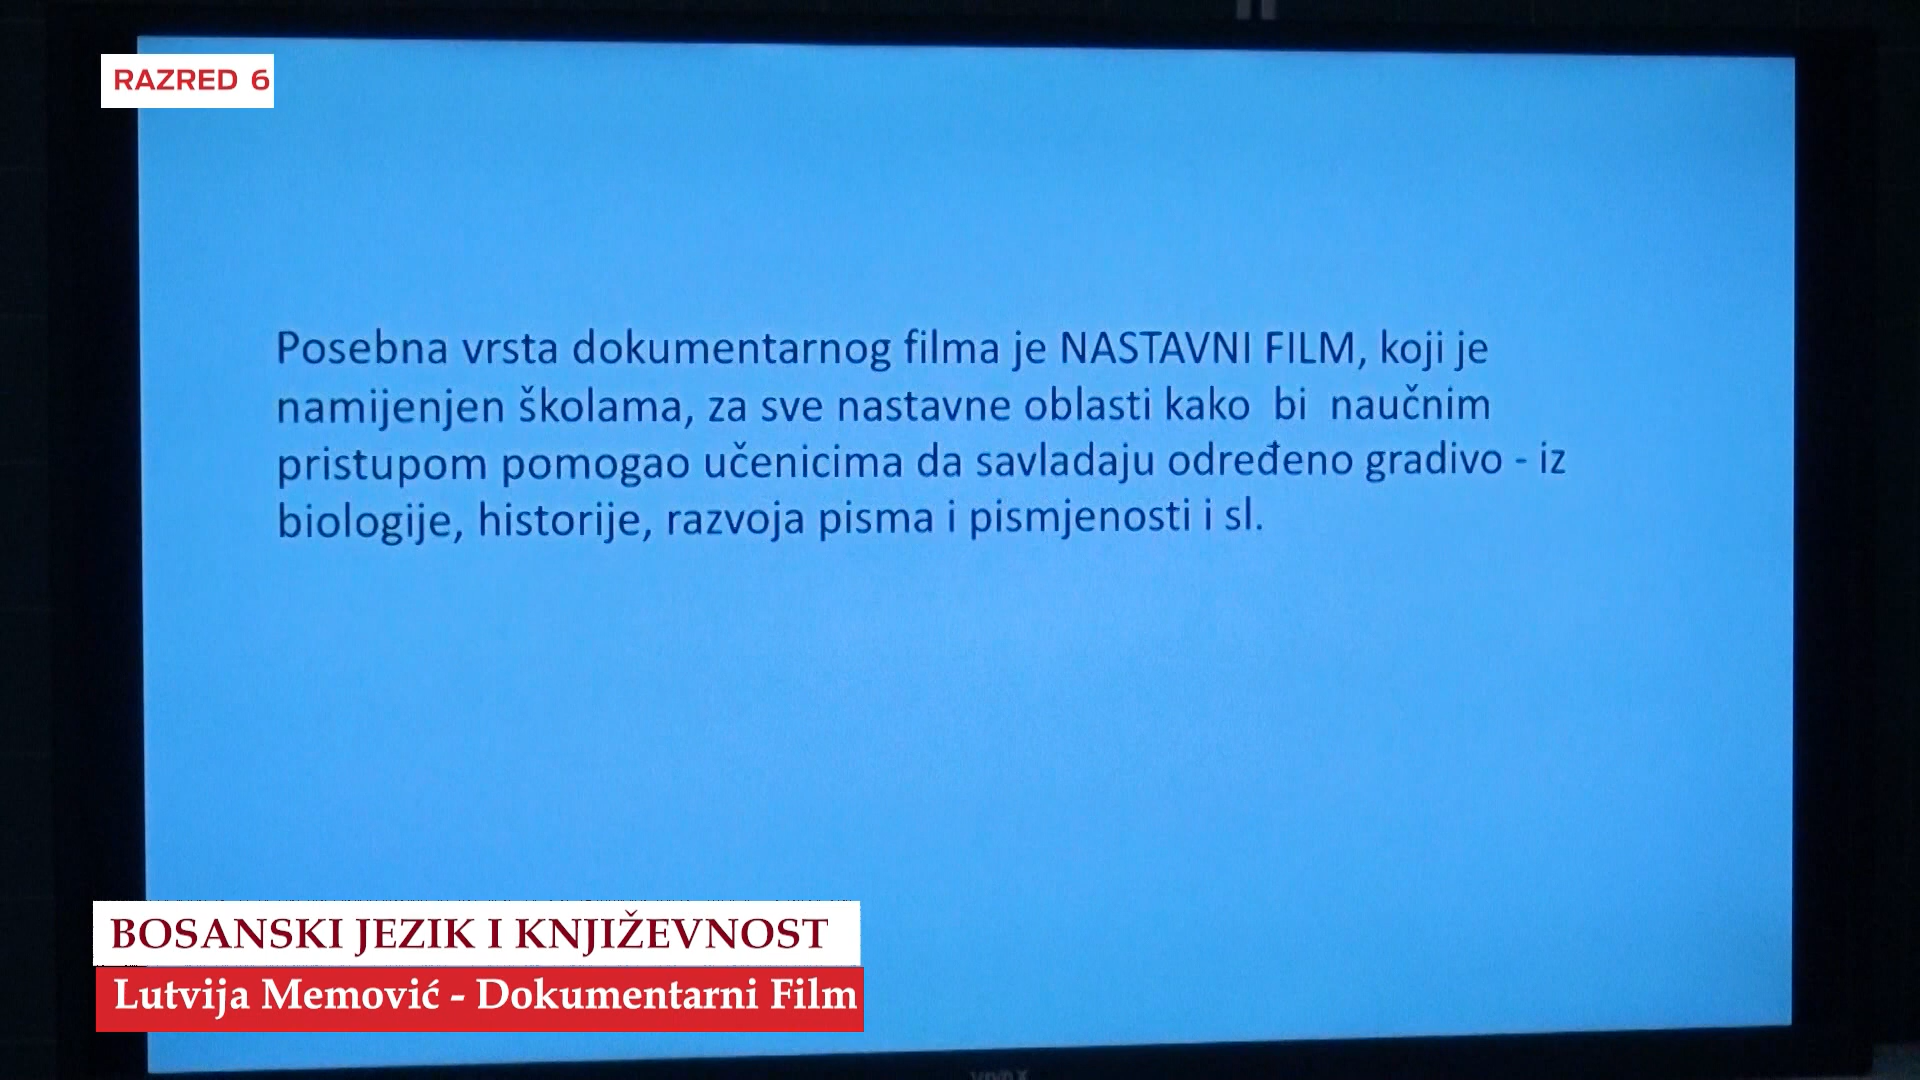 RAZRED 6
Posebna vrsta dokumentarnog filma je NASTAVNI FILM, koji je
namijenjen školama, za sve nastavne oblasti kako bi naučnim
pristupom pomogao učenicima da savladaju određeno gradivo - iz
biologije, historije, razvoja pisma i pismjenosti i sl.
BOSANSKI JEZIK I KNJIŽEVNOST
Lutvija Memović - Dokumentarni Film